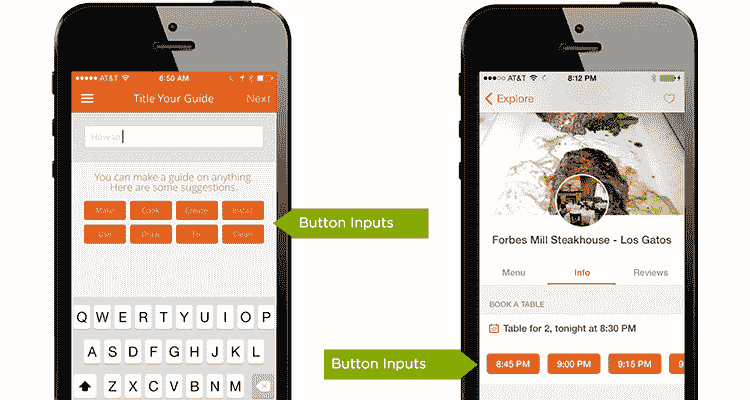 AT&T 6:50 AM
Title Your Guide Next
How to
You can make a guide on anything.
Here are some suggestions.
Make Cook Create Install
Use Draw To Clean
Button Inputs
Q W E R T Y U I O P
A S D F G H J K L
Z X C V B N M
AT&T 8:12 PM
Explore
Forbes Mill Steakhouse - Los Gatos
Menu Info Reviews
BOOK A TABLE
Table for 2, tonight at 8:30 PM
Button Inputs
8:45 PM 9:00 PM 9:15 PM 9